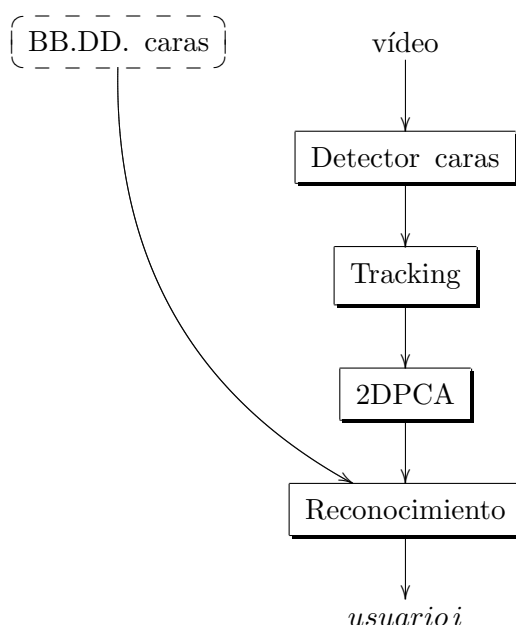 BB.DD. caras
vídeo
Detector caras
Tracking
2DPCA
Reconocimiento
usuario i